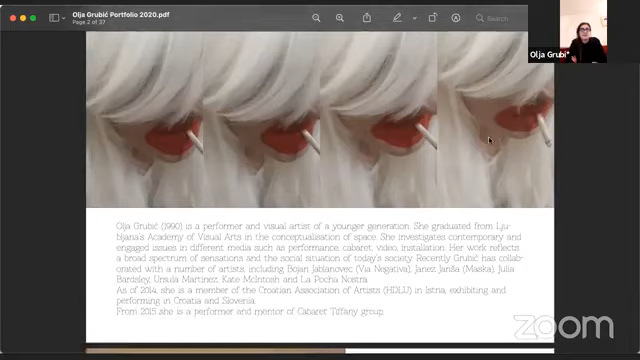 Olja Grubić Portfolio 2020.pdf
Page 2 of 37
Search
Olja Grubi*
Olja Grubić (1990) is a performer and visual artist of a younger generation. She graduated from Lju-
bljana's Academy of Visual Arts in the conceptualisation of space. She investigates contemporary and
engaged issues in different media such as performance, cabaret, video, installation. Her work reflects
a broad spectrum of sensations and the social situation of today's society. Recently Grubić has collab-
orated with a number of artists, including Bojan Jablanovec (Via Negativa), Janez Janša (Maska), Julia
Bardsley, Ursula Martinez, Kate McIntosh and La Pocha Nostra.
As of 2014, she is a member of the Croatian Association of Artists (HDLU) in Istria, exhibiting and
performing in Croatia and Slovenia.
From 2015 she is a performer and mentor of Cabaret Tiffany group.
zoom